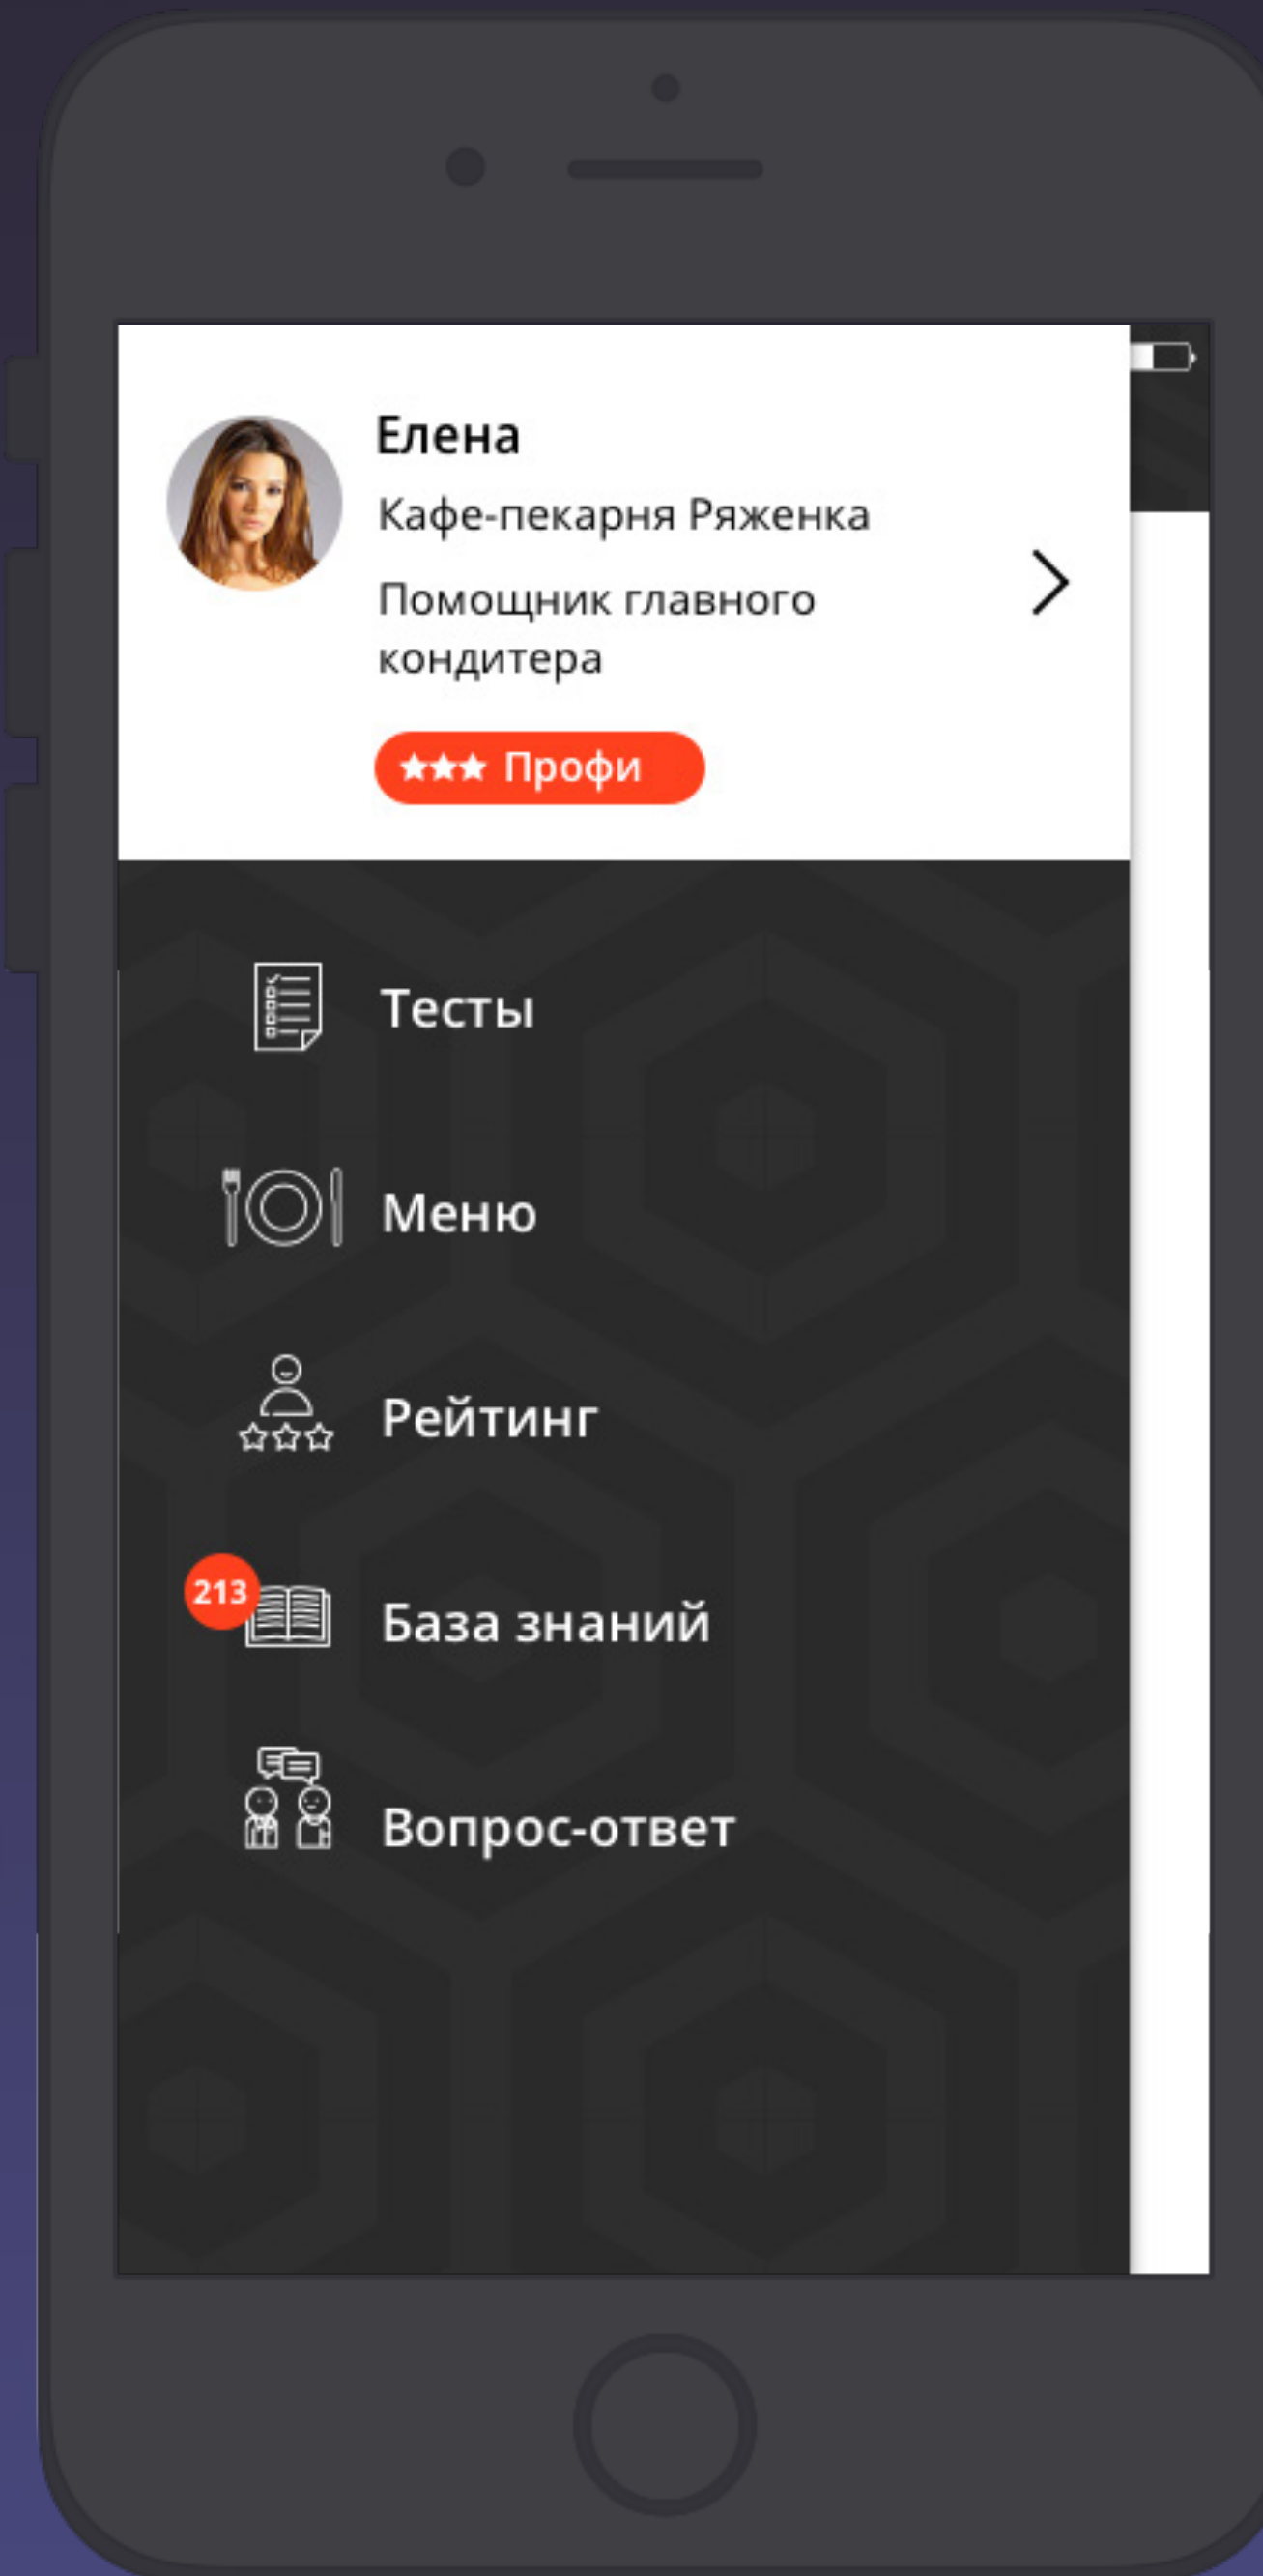 Елена
Кафе-пекарня Ряженка
Помощник главного
кондитера
Профи
Тесты
Меню
Рейтинг
213
База знаний
Вопрос-ответ